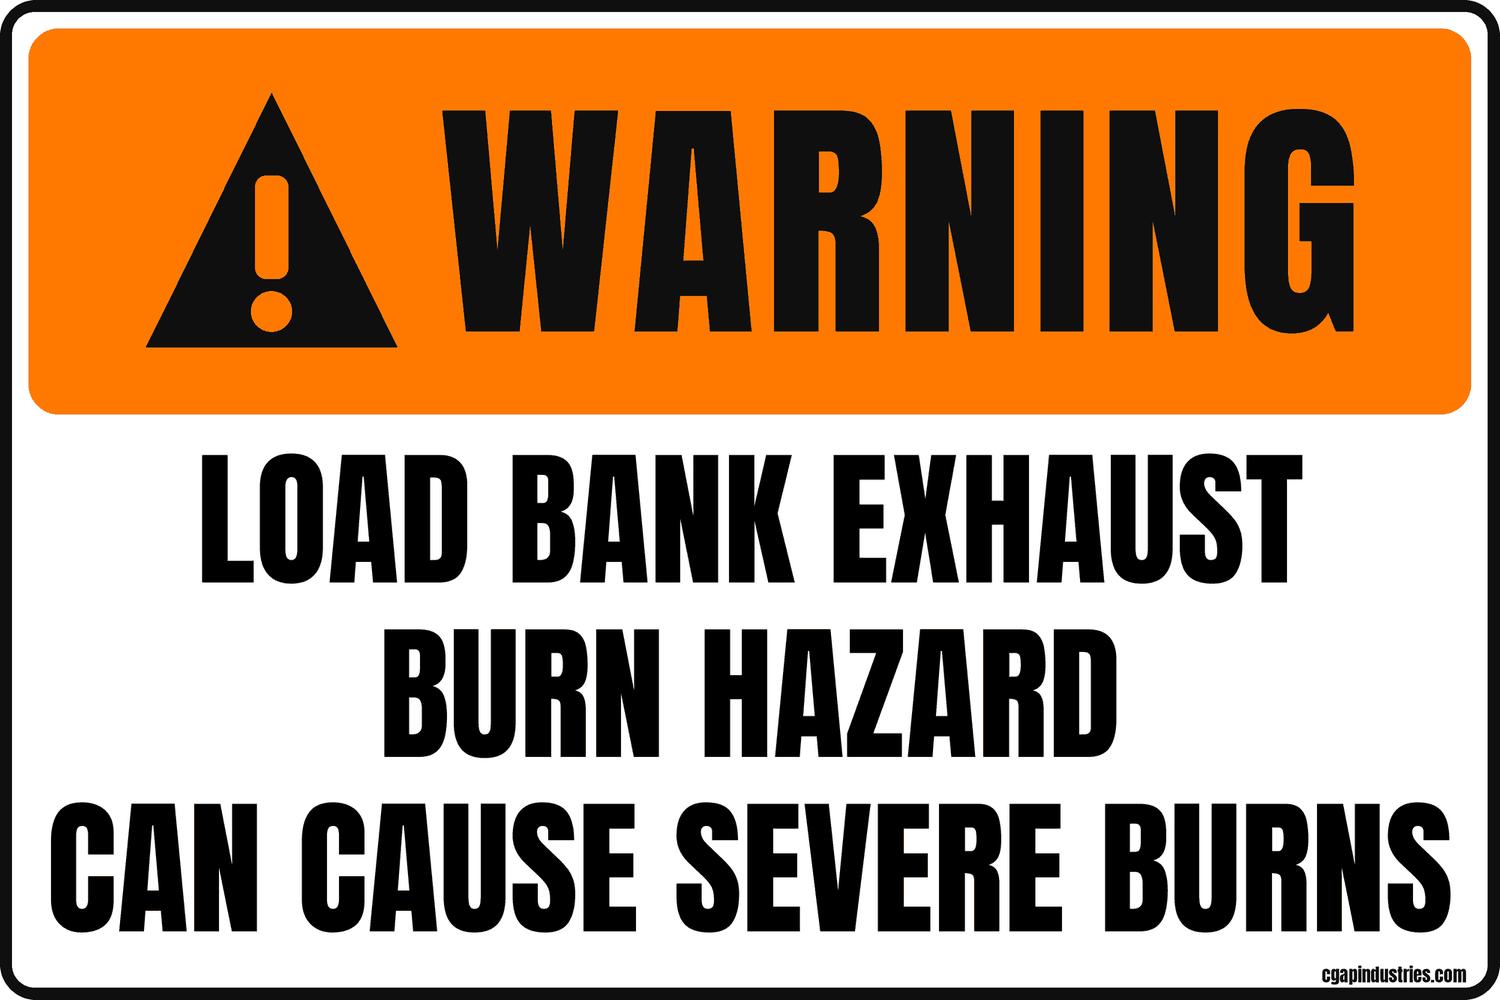 WARNING
LOAD BANK EXHAUST
BURN HAZARD
CAN CAUSE SEVERE BURNS
cgapindustries.com